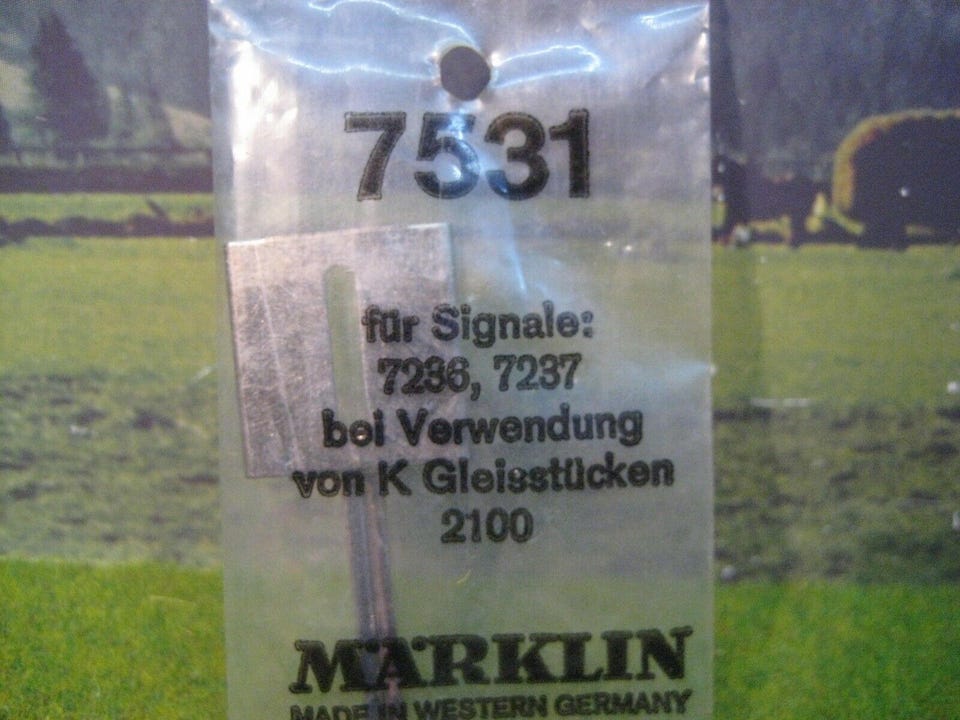 7531
für Signale:
7236, 7237
bei Verwendung
von K Gleisstücken
2100
MÄRKLIN
MADE IN WESTERN GERMANY